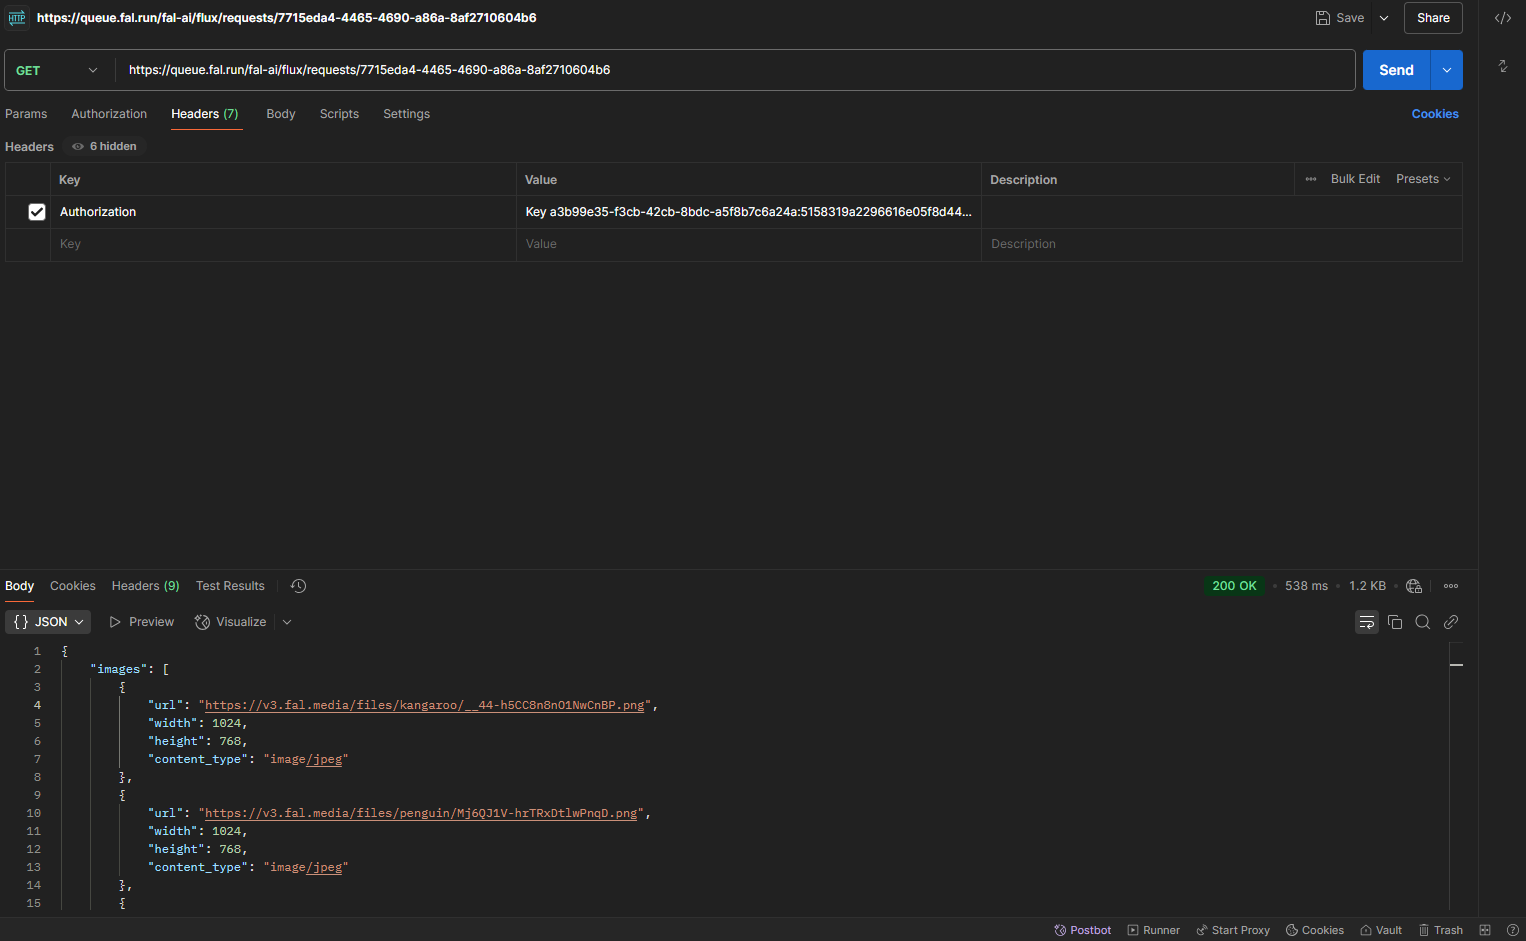 HTTP https://queue.fal.run/fal-ai/flux/requests/7715eda4-4465-4690-a86a-8af2710604b6 Save Share
GET https://queue.fal.run/fal-ai/flux/requests/7715eda4-4465-4690-a86a-8af2710604b6 Send
Params Authorization Headers (7) Body Scripts Settings Cookies
Headers 6 hidden
Key Value Description ••• Bulk Edit Presets
Authorization Key a3b99e35-f3cb-42cb-8bdc-a5f8b7c6a24a:5158319a2296616e05f8d44...
Key Value Description
Body Cookies Headers (9) Test Results 200 OK • 538 ms • 1.2 KB •
{} JSON Preview Visualize
1 {
2 "images": [
3 {
4 "url": "https://v3.fal.media/files/kangaroo/__44-h5CC8n8nO1NwCnBP.png",
5 "width": 1024,
6 "height": 768,
7 "content_type": "image/jpeg"
8 },
9 {
10 "url": "https://v3.fal.media/files/penguin/Mj6QJ1V-hrTRxDtlwPnqD.png",
11 "width": 1024,
12 "height": 768,
13 "content_type": "image/jpeg"
14 },
15 {
Postbot Runner Start Proxy Cookies Vault Trash